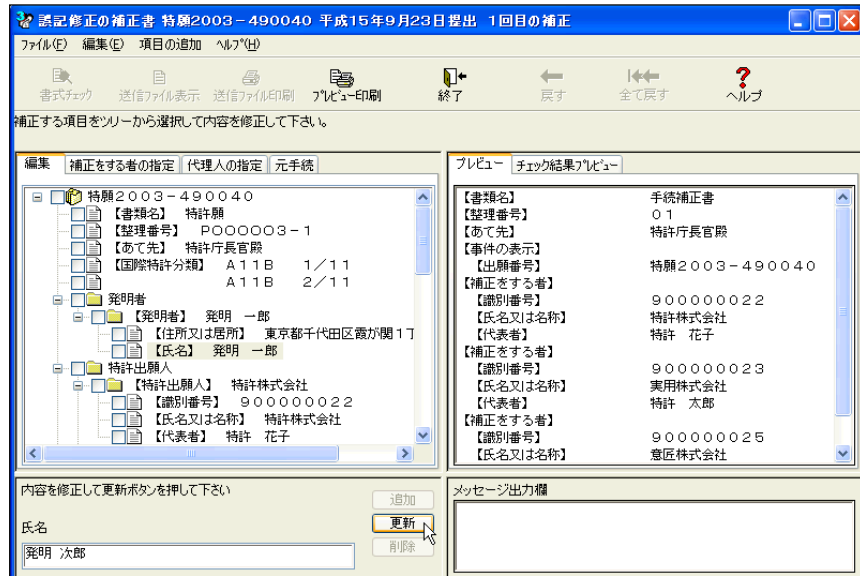 誤記修正の補正書 特願2003-490040 平成15年9月23日提出 1回目の補正
ファイル(F) 編集(E) 項目の追加 ヘルプ(H)
書式チェック 送信ファイル表示 送信ファイル印刷 プレビュー印刷 終了 戻す 全て戻す ヘルプ
補正する項目をツリーから選択して内容を修正して下さい。
編集 補正をする者の指定 代理人の指定 元手続
特願2003-490040
【書類名】 特許願
【整理番号】 P000003-1
【あて先】 特許庁長官殿
【国際特許分類】 A11B 1/11
A11B 2/11
発明者
【発明者】 発明 一郎
【住所又は居所】 東京都千代田区霞が関1丁
【氏名】 発明 一郎
特許出願人
【特許出願人】 特許株式会社
【識別番号】 900000022
【氏名又は名称】 特許株式会社
【代表者】 特許 花子
プレビュー チェック結果プレビュー
【書類名】 手続補正書
【整理番号】 01
【あて先】 特許庁長官殿
【事件の表示】
【出願番号】 特願2003-490040
【補正をする者】
【識別番号】 900000022
【氏名又は名称】 特許株式会社
【代表者】 特許 花子
【補正をする者】
【識別番号】 900000023
【氏名又は名称】 実用株式会社
【代表者】 特許 太郎
【補正をする者】
【識別番号】 900000025
【氏名又は名称】 意匠株式会社
内容を修正して更新ボタンを押して下さい
追加
氏名
更新
発明 次郎
削除
メッセージ出力欄